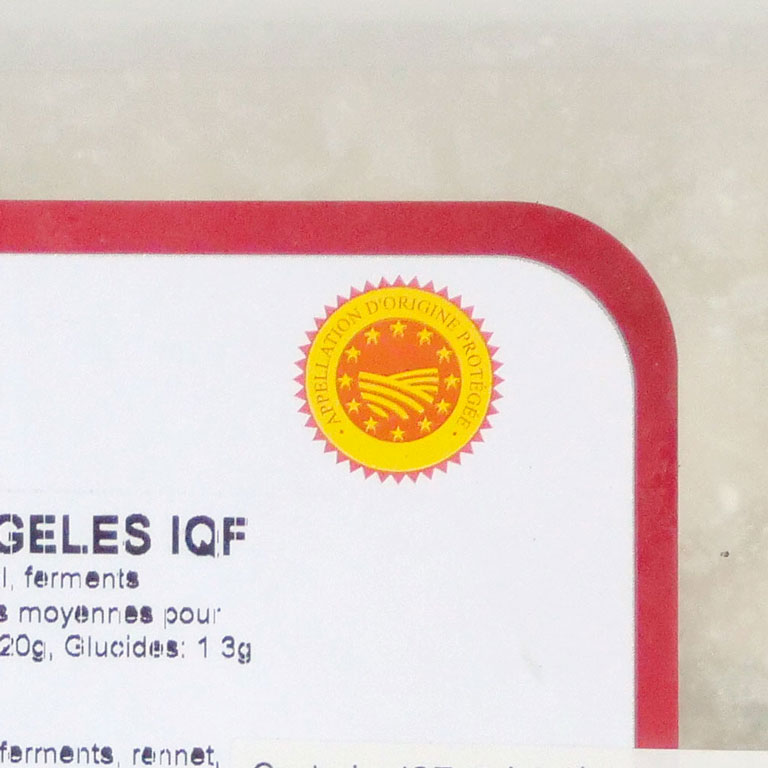 · APPELLATION D'ORIGINE PROTÉGÉE ·
GELES IQF
l, ferments
s moyennes pour
20g, Glucides: 1 3g
ferments, rennet,